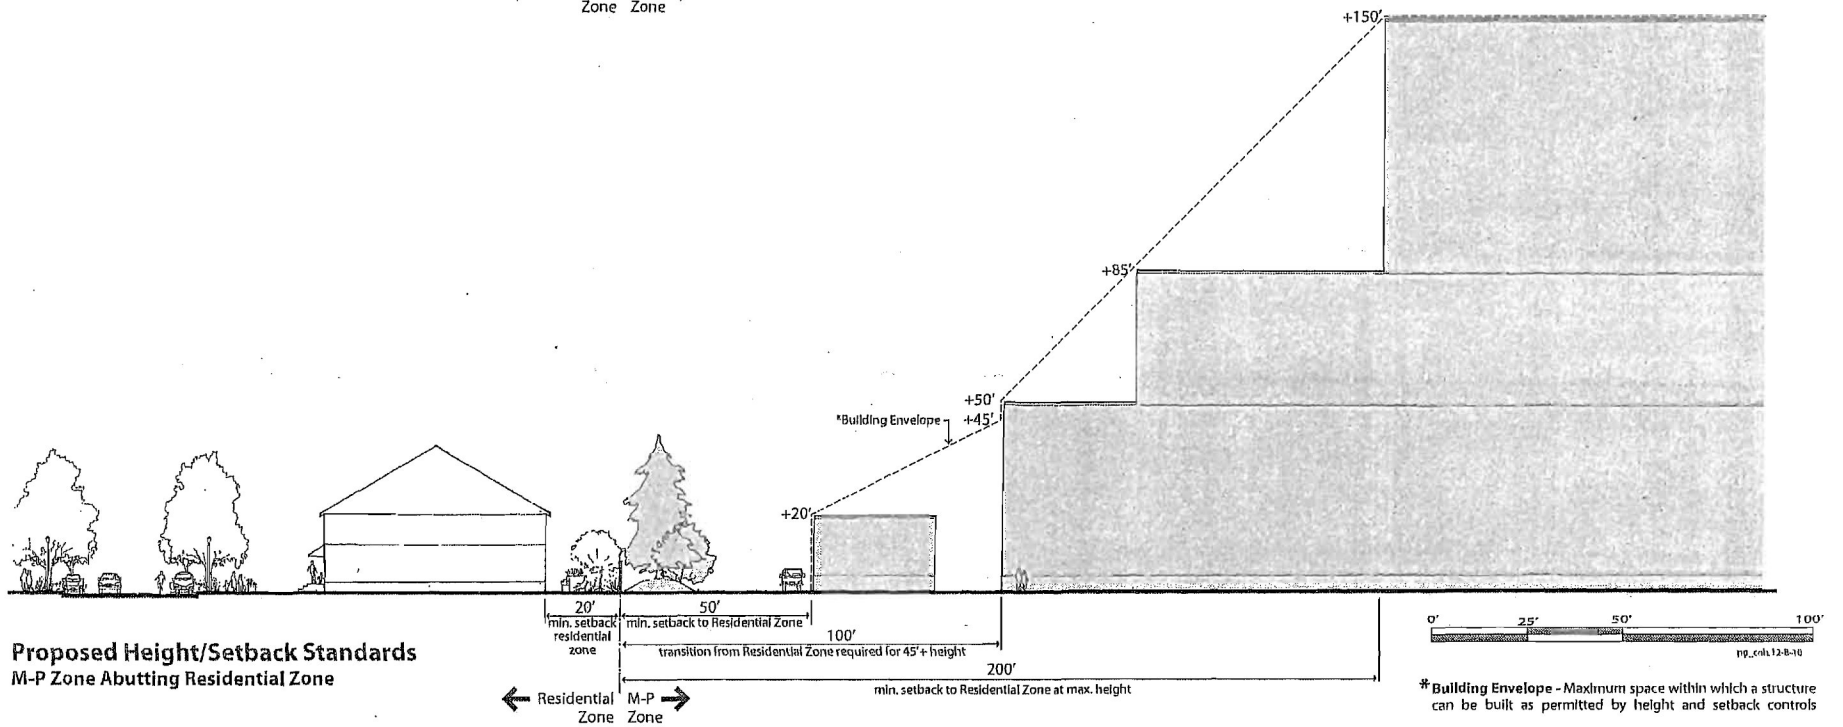 Zone Zone
+150'
+85'
+50'
*Building Envelope
+45'
+20'
20'
min. setback
residential
zone
50'
min. setback to Residential Zone
100'
transition from Residential Zone required for 45'+ height
200'
min. setback to Residential Zone at max. height
0' 25' 50' 100'
Proposed Height/Setback Standards
M-P Zone Abutting Residential Zone
Residential M-P
Zone Zone
*Building Envelope - Maximum space within which a structure
can be built as permitted by height and setback controls